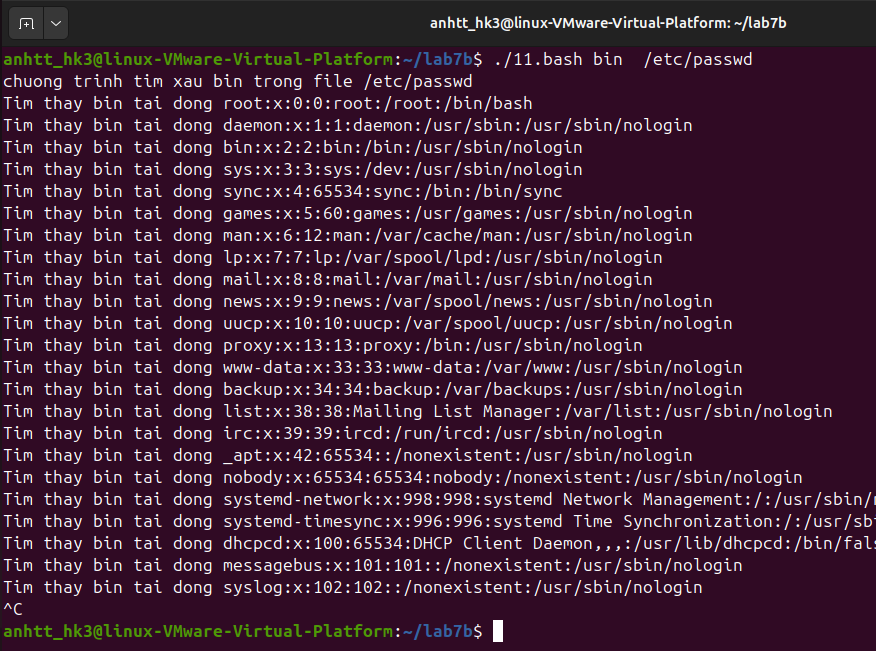 anhtt_hk3@linux-VMware-Virtual-Platform: ~/lab7b
anhtt_hk3@linux-VMware-Virtual-Platform:~/lab7b$ ./11.bash bin  /etc/passwd
chuong trinh tim xau bin trong file /etc/passwd
Tim thay bin tai dong root:x:0:0:root:/root:/bin/bash
Tim thay bin tai dong daemon:x:1:1:daemon:/usr/sbin:/usr/sbin/nologin
Tim thay bin tai dong bin:x:2:2:bin:/bin:/usr/sbin/nologin
Tim thay bin tai dong sys:x:3:3:sys:/dev:/usr/sbin/nologin
Tim thay bin tai dong sync:x:4:65534:sync:/bin:/bin/sync
Tim thay bin tai dong games:x:5:60:games:/usr/games:/usr/sbin/nologin
Tim thay bin tai dong man:x:6:12:man:/var/cache/man:/usr/sbin/nologin
Tim thay bin tai dong lp:x:7:7:lp:/var/spool/lpd:/usr/sbin/nologin
Tim thay bin tai dong mail:x:8:8:mail:/var/mail:/usr/sbin/nologin
Tim thay bin tai dong news:x:9:9:news:/var/spool/news:/usr/sbin/nologin
Tim thay bin tai dong uucp:x:10:10:uucp:/var/spool/uucp:/usr/sbin/nologin
Tim thay bin tai dong proxy:x:13:13:proxy:/bin:/usr/sbin/nologin
Tim thay bin tai dong www-data:x:33:33:www-data:/var/www:/usr/sbin/nologin
Tim thay bin tai dong backup:x:34:34:backup:/var/backups:/usr/sbin/nologin
Tim thay bin tai dong list:x:38:38:Mailing List Manager:/var/list:/usr/sbin/nologin
Tim thay bin tai dong irc:x:39:39:ircd:/run/ircd:/usr/sbin/nologin
Tim thay bin tai dong _apt:x:42:65534::/nonexistent:/usr/sbin/nologin
Tim thay bin tai dong nobody:x:65534:65534:nobody:/nonexistent:/usr/sbin/nologin
Tim thay bin tai dong systemd-network:x:998:998:systemd Network Management:/:/usr/sbin/
Tim thay bin tai dong systemd-timesync:x:996:996:systemd Time Synchronization:/:/usr/sb
Tim thay bin tai dong dhcpcd:x:100:65534:DHCP Client Daemon,,,:/usr/lib/dhcpcd:/bin/fal
Tim thay bin tai dong messagebus:x:101:101::/nonexistent:/usr/sbin/nologin
Tim thay bin tai dong syslog:x:102:102::/nonexistent:/usr/sbin/nologin
^C
anhtt_hk3@linux-VMware-Virtual-Platform:~/lab7b$